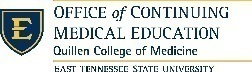 E
OFFICE of CONTINUING
MEDICAL EDUCATION
Quillen College of Medicine
EAST TENNESSEE STATE UNIVERSITY